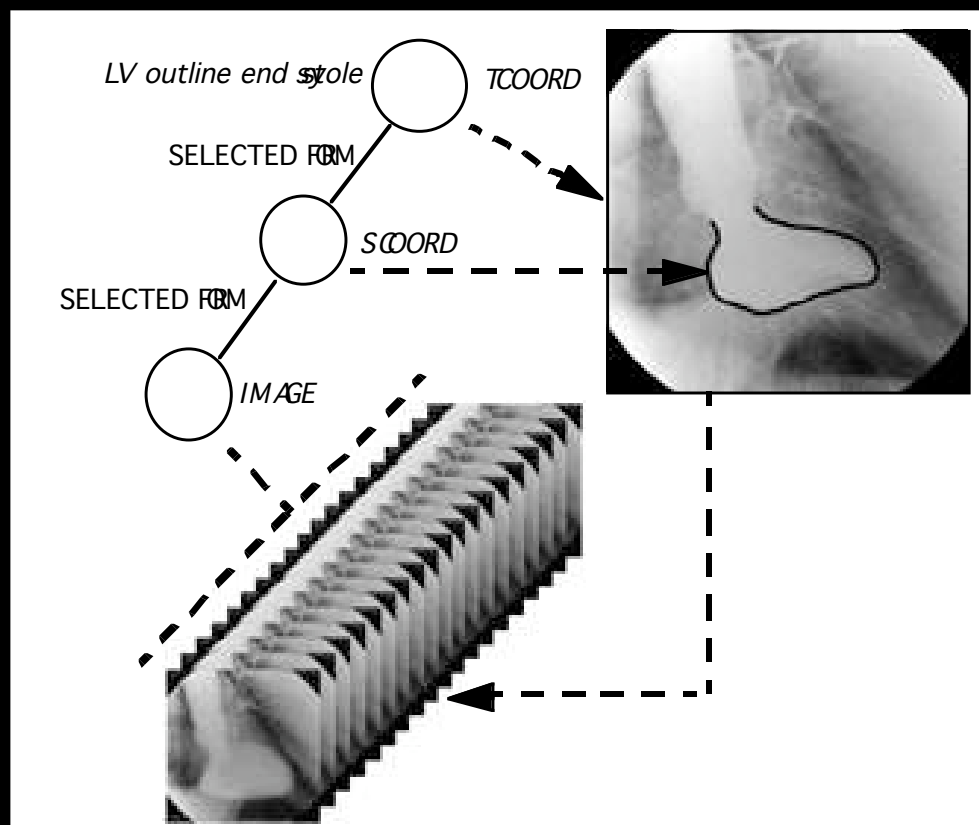 LV outline end systole
TCOORD
SELECTED FROM
SCOORD
SELECTED FROM
IMAGE